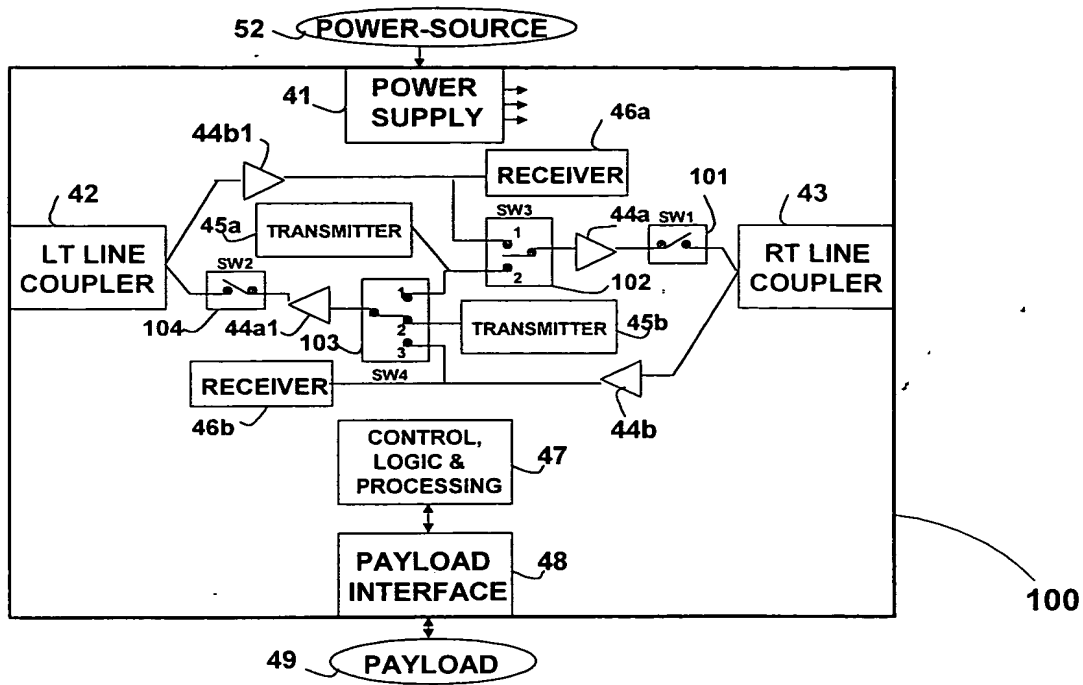 52 POWER-SOURCE
41
POWER
SUPPLY
46a
44b1
RECEIVER
42
LT LINE
COUPLER
45a
TRANSMITTER
SW3
1
2
102
44a
101
SW1
43
RT LINE
COUPLER
SW2
104
44a1
103
1
2
3
SW4
TRANSMITTER
45b
RECEIVER
46b
44b
CONTROL,
LOGIC &
PROCESSING
47
PAYLOAD
INTERFACE
48
100
49
PAYLOAD